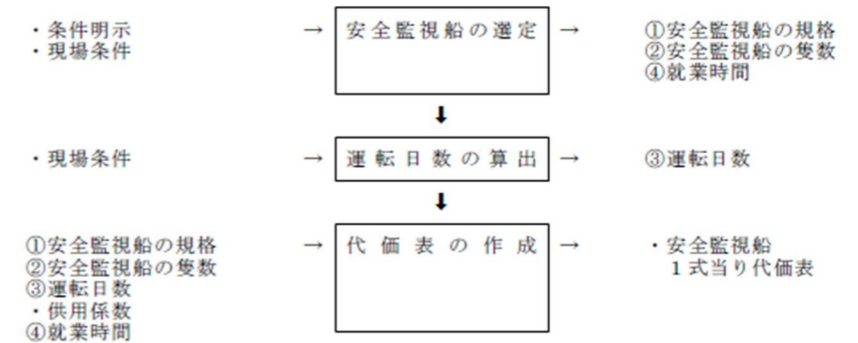 ・条件明示 → 安全監視船の選定 → ①安全監視船の規格
・現場条件 ②安全監視船の隻数
④就業時間
⬇
・現場条件 → 運転日数の算出 → ③運転日数
⬇
①安全監視船の規格 → 代価表の作成 → ・安全監視船
②安全監視船の隻数 1式当り代価表
③運転日数
・供用係数
④就業時間